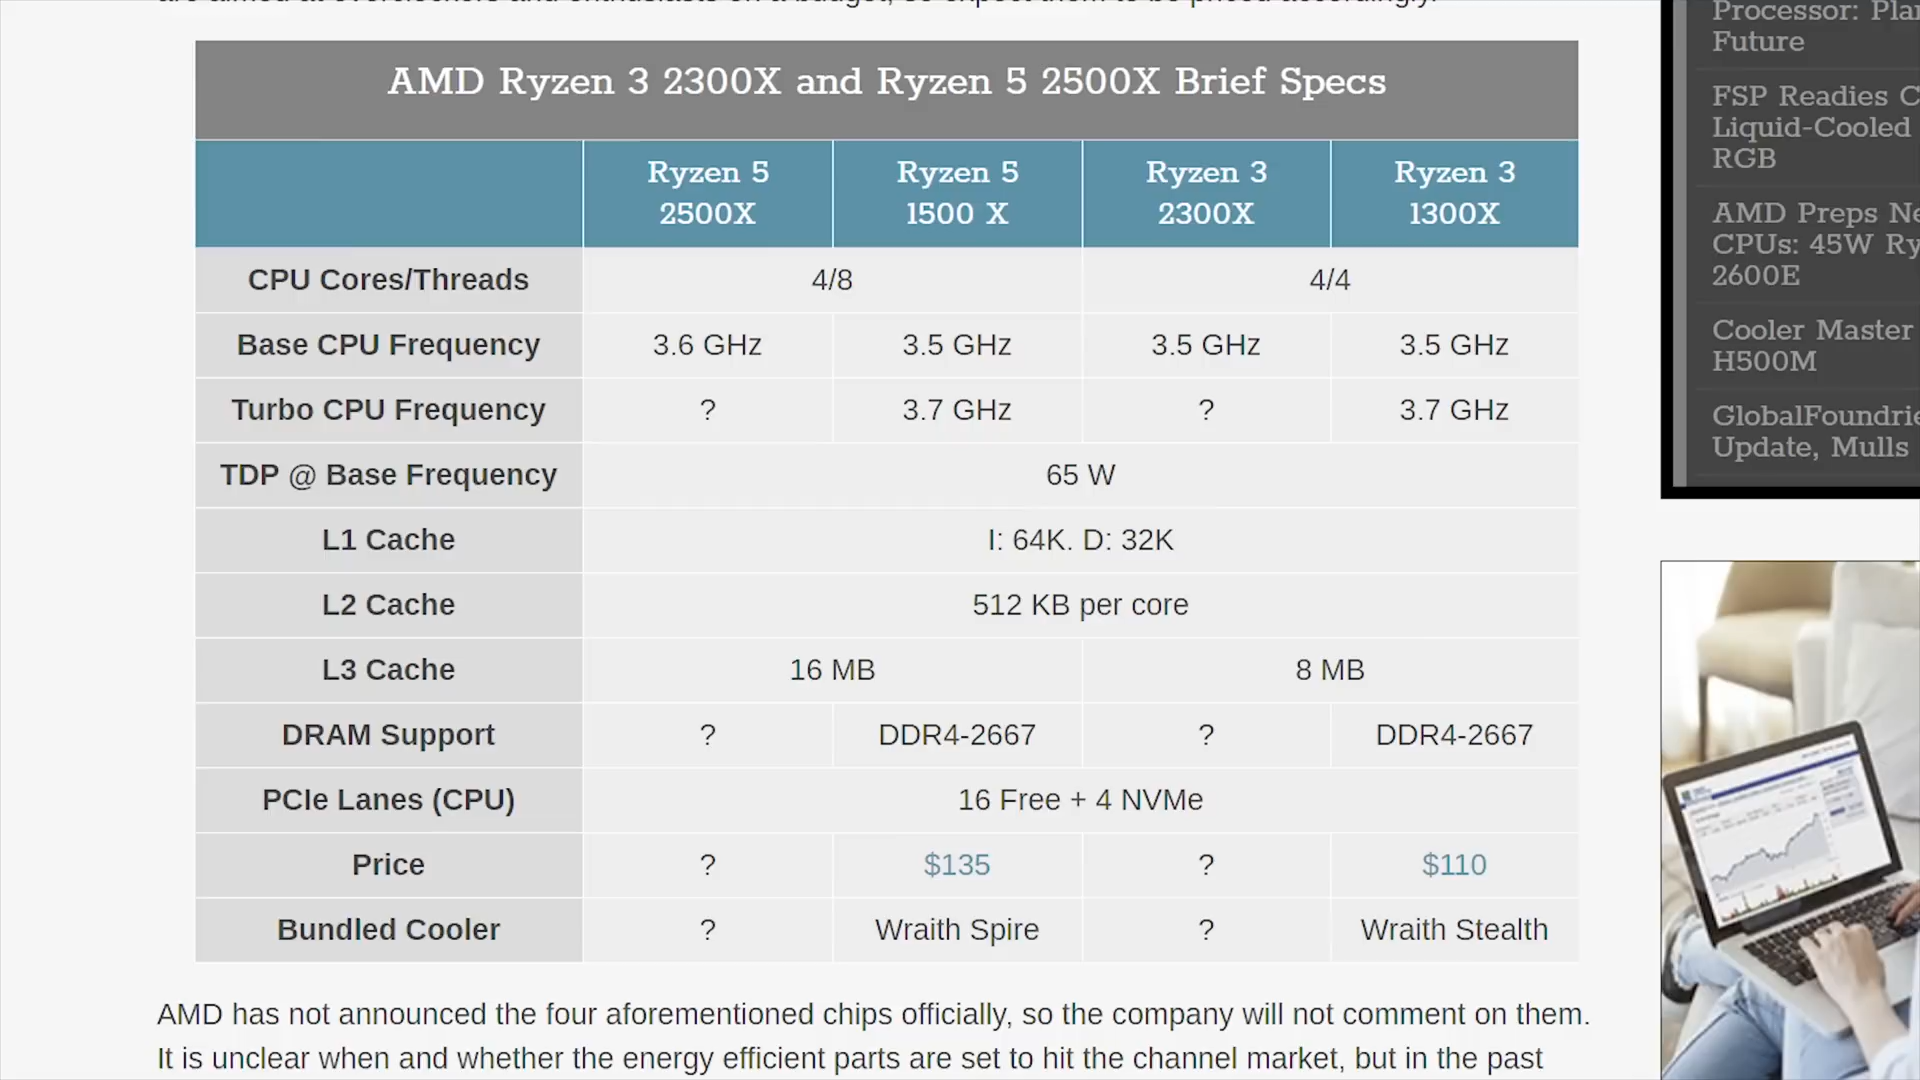 AMD Ryzen 3 2300X and Ryzen 5 2500X Brief Specs
Ryzen 5 2500X Ryzen 5 1500 X Ryzen 3 2300X Ryzen 3 1300X
CPU Cores/Threads 4/8 4/4
Base CPU Frequency 3.6 GHz 3.5 GHz 3.5 GHz 3.5 GHz
Turbo CPU Frequency ? 3.7 GHz ? 3.7 GHz
TDP @ Base Frequency 65 W
L1 Cache I: 64K. D: 32K
L2 Cache 512 KB per core
L3 Cache 16 MB 8 MB
DRAM Support ? DDR4-2667 ? DDR4-2667
PCIe Lanes (CPU) 16 Free + 4 NVMe
Price ? $135 ? $110
Bundled Cooler ? Wraith Spire ? Wraith Stealth
AMD has not announced the four aforementioned chips officially, so the company will not comment on them.
It is unclear when and whether the energy efficient parts are set to hit the channel market, but in the past
Processor:
Future
FSP Readies
Liquid-Cooled
RGB
AMD Preps
CPUs: 45W
2600E
Cooler Master
H500M
Update, Mulls